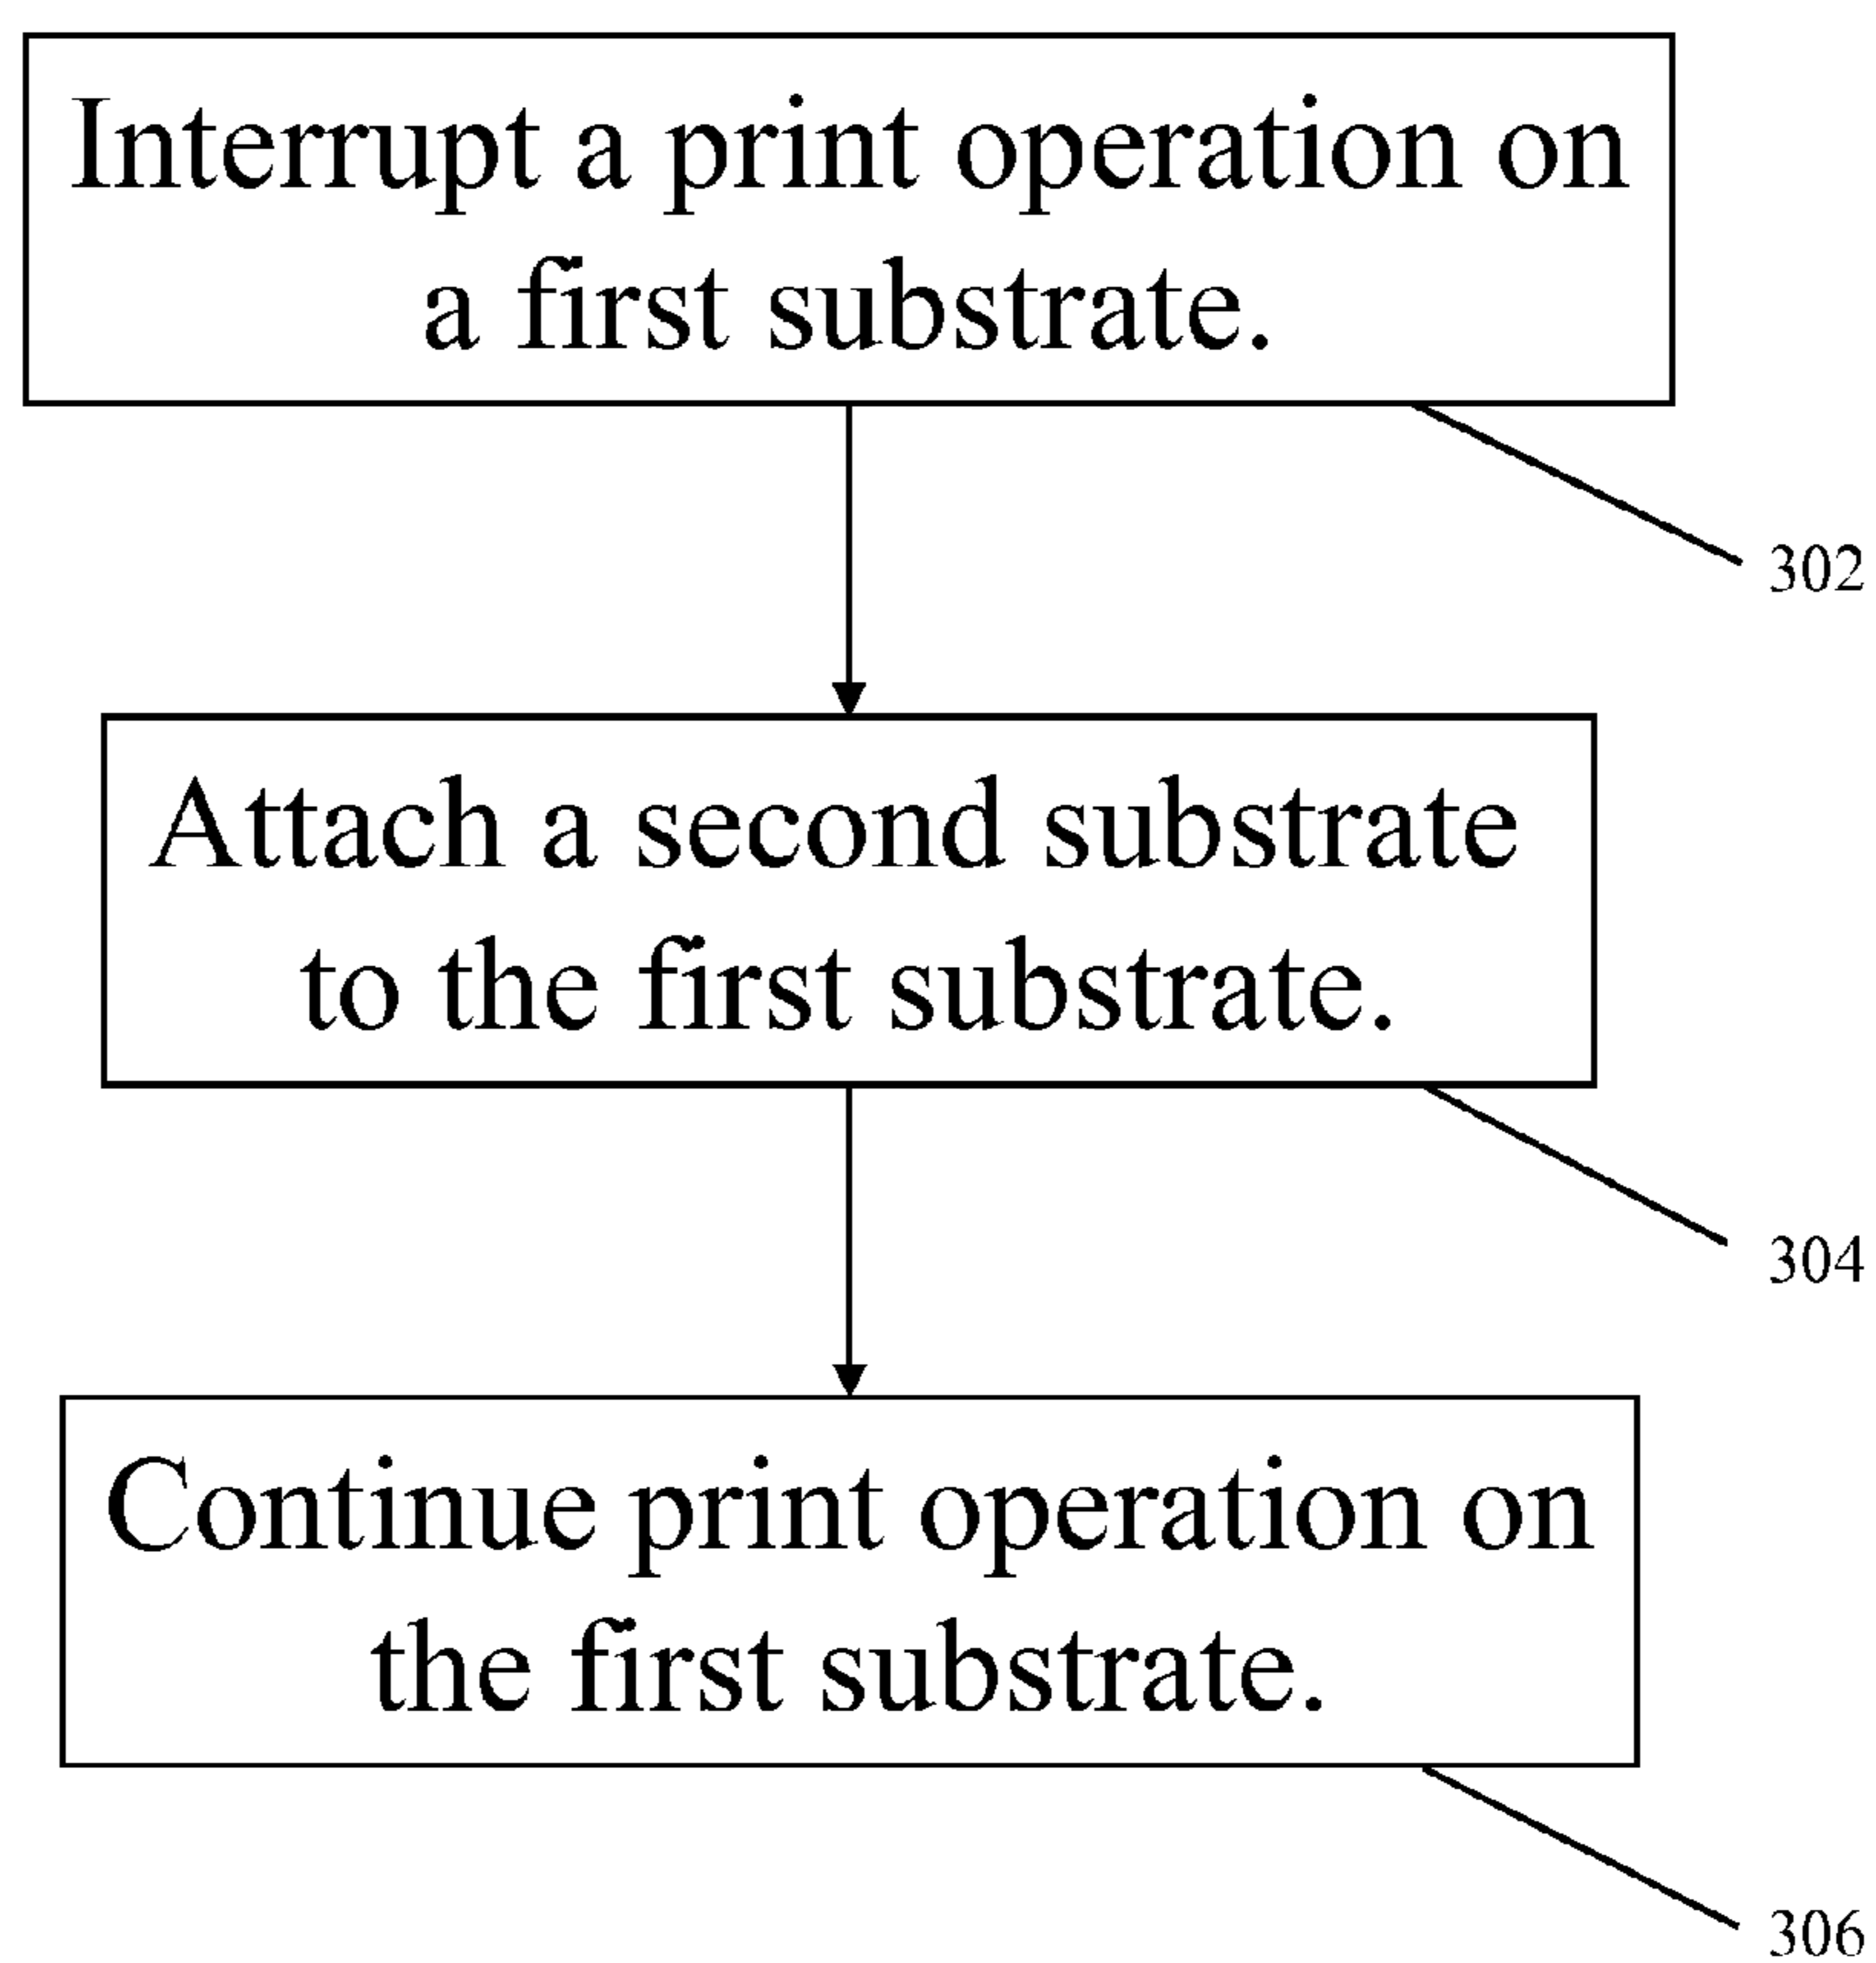 Interrupt a print operation on
a first substrate.
302
Attach a second substrate
to the first substrate.
304
Continue print operation on
the first substrate.
306